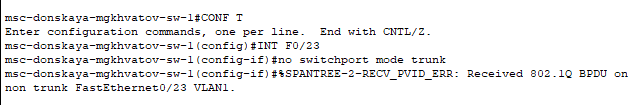 msc-donskaya-mgkhvatov-sw-1#CONF T
Enter configuration commands, one per line.  End with CNTL/Z.
msc-donskaya-mgkhvatov-sw-1(config)#INT F0/23
msc-donskaya-mgkhvatov-sw-1(config-if)#no switchport mode trunk
msc-donskaya-mgkhvatov-sw-1(config-if)#%SPANTREE-2-RECV_PVID_ERR: Received 802.1Q BPDU on
non trunk FastEthernet0/23 VLAN1.